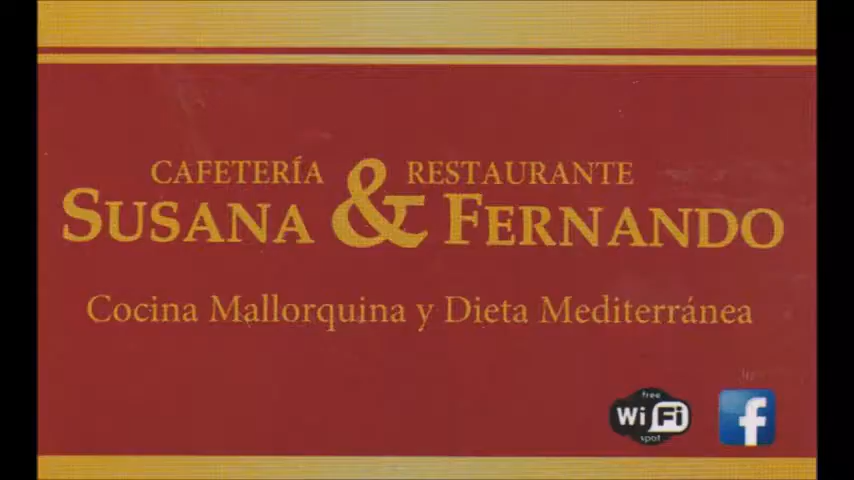 CAFETERÍA & RESTAURANTE
SUSANA & FERNANDO
Cocina Mallorquina y Dieta Mediterránea
free
WiFi
spot
f